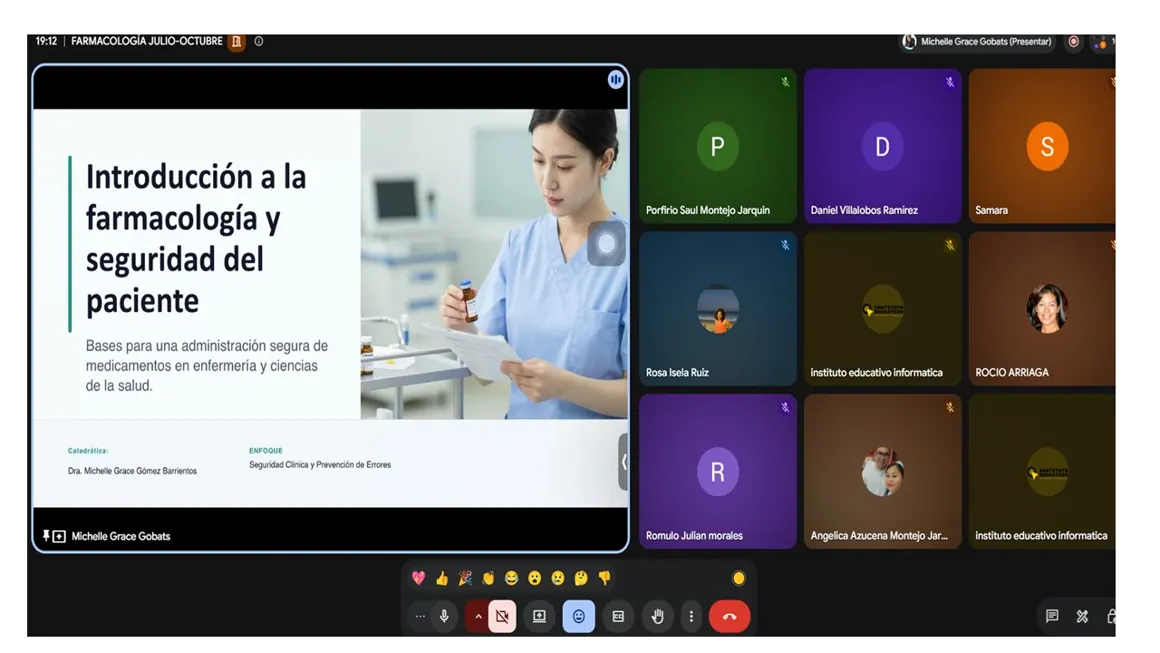 19:12 | FARMACOLOGÍA JULIO-OCTUBRE
Michelle Grace Gobats (Presentar)
Introducción a la
farmacología y
seguridad del
paciente
Bases para una administración segura de
medicamentos en enfermería y ciencias
de la salud.
Catedrática:
Dra. Michelle Grace Gómez Barrientos
ENFOQUE
Seguridad Clínica y Prevención de Errores
Michelle Grace Gobats
P
Porfirio Saul Montejo Jarquin
D
Daniel Villalobos Ramírez
S
Samara
Rosa Isela Ruiz
instituto educativo informatica
ROCIO ARRIAGA
R
Romulo Julian morales
Angelica Azucena Montejo Jar...
Instituto educativo informatica